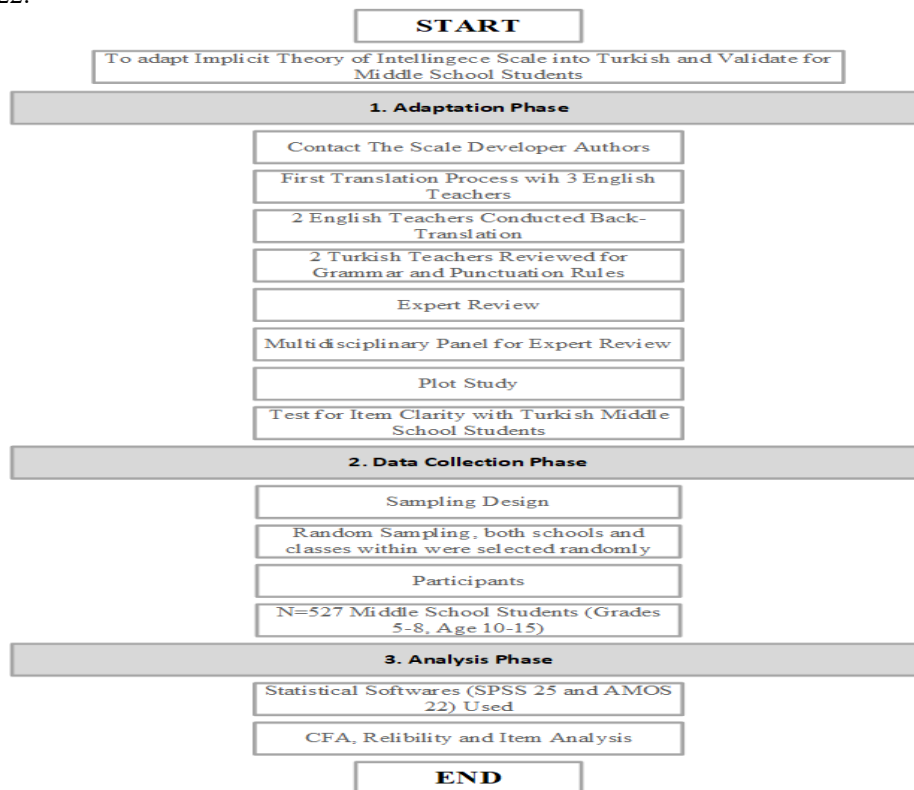 22.
START
To adapt Implicit Theory of Intellingece Scale into Turkish and Validate for
Middle School Students
1. Adaptation Phase
Contact The Scale Developer Authors
First Translation Process wih 3 English
Teachers
2 English Teachers Conducted Back-
Translation
2 Turkish Teachers Reviewed for
Grammar and Punctuation Rules
Expert Review
Multidisciplinary Panel for Expert Review
Plot Study
Test for Item Clarity with Turkish Middle
School Students
2. Data Collection Phase
Sampling Design
Random Sampling, both schools and
classes within were selected randomly
Participants
N=527 Middle School Students (Grades
5-8, Age 10-15)
3. Analysis Phase
Statistical Softwares (SPSS 25 and AMOS
22) Used
CFA, Relibility and Item Analysis
END